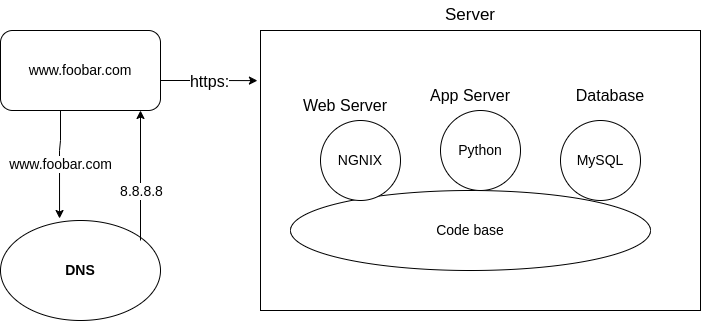 Server
www.foobar.com
https:
Web Server
App Server
Database
NGNIX
Python
MySQL
www.foobar.com
8.8.8.8
Code base
DNS